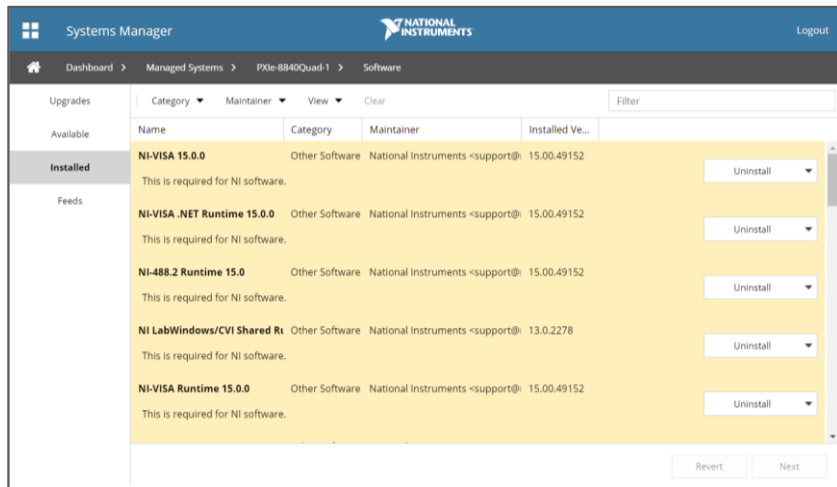 Systems Manager
NATIONAL
INSTRUMENTS
Logout
Dashboard > Managed Systems > PXIe-8840Quad-1 > Software
Upgrades
Available
Installed
Feeds
Category Maintainer View Clear Filter
Name Category Maintainer Installed Ve...
NI-VISA 15.0.0 Other Software National Instruments <support@ 15.00.49152
This is required for NI software.
Uninstall
NI-VISA .NET Runtime 15.0.0 Other Software National Instruments <support@ 15.00.49152
This is required for NI software.
Uninstall
NI-488.2 Runtime 15.0 Other Software National Instruments <support@ 15.00.49152
This is required for NI software.
Uninstall
NI LabWindows/CVI Shared Ru Other Software National Instruments <support@ 13.0.2278
This is required for NI software.
Uninstall
NI-VISA Runtime 15.0.0 Other Software National Instruments <support@ 15.00.49152
This is required for NI software.
Uninstall
Revert Next